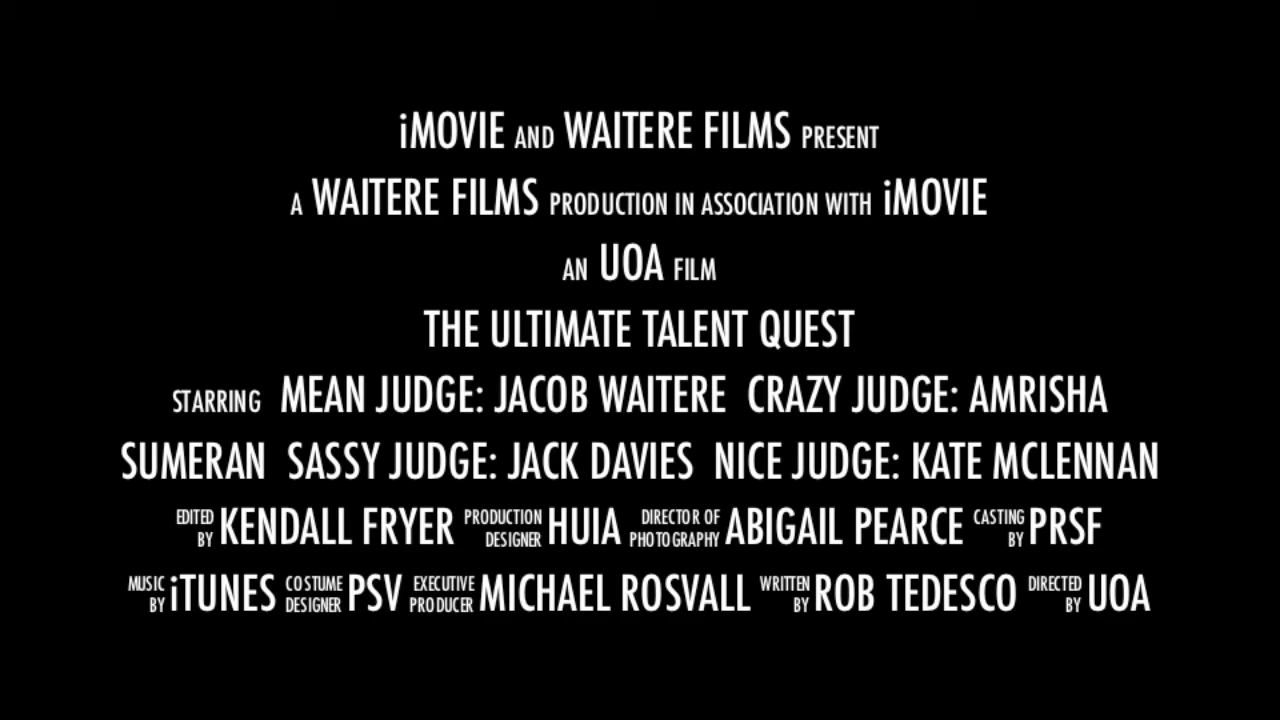 iMOVIE AND WAITERE FILMS PRESENT
A WAITERE FILMS PRODUCTION IN ASSOCIATION WITH iMOVIE
AN UOA FILM
THE ULTIMATE TALENT QUEST
STARRING MEAN JUDGE: JACOB WAITERE CRAZY JUDGE: AMRISHA
SUMERAN SASSY JUDGE: JACK DAVIES NICE JUDGE: KATE MCLENNAN
EDITED BY KENDALL FRYER PRODUCTION DESIGNER HUIA DIRECTOR OF PHOTOGRAPHY ABIGAIL PEARCE CASTING BY PRSF
MUSIC BY iTUNES COSTUME DESIGNER PSV EXECUTIVE PRODUCER MICHAEL ROSVALL WRITTEN BY ROB TEDESCO DIRECTED BY UOA